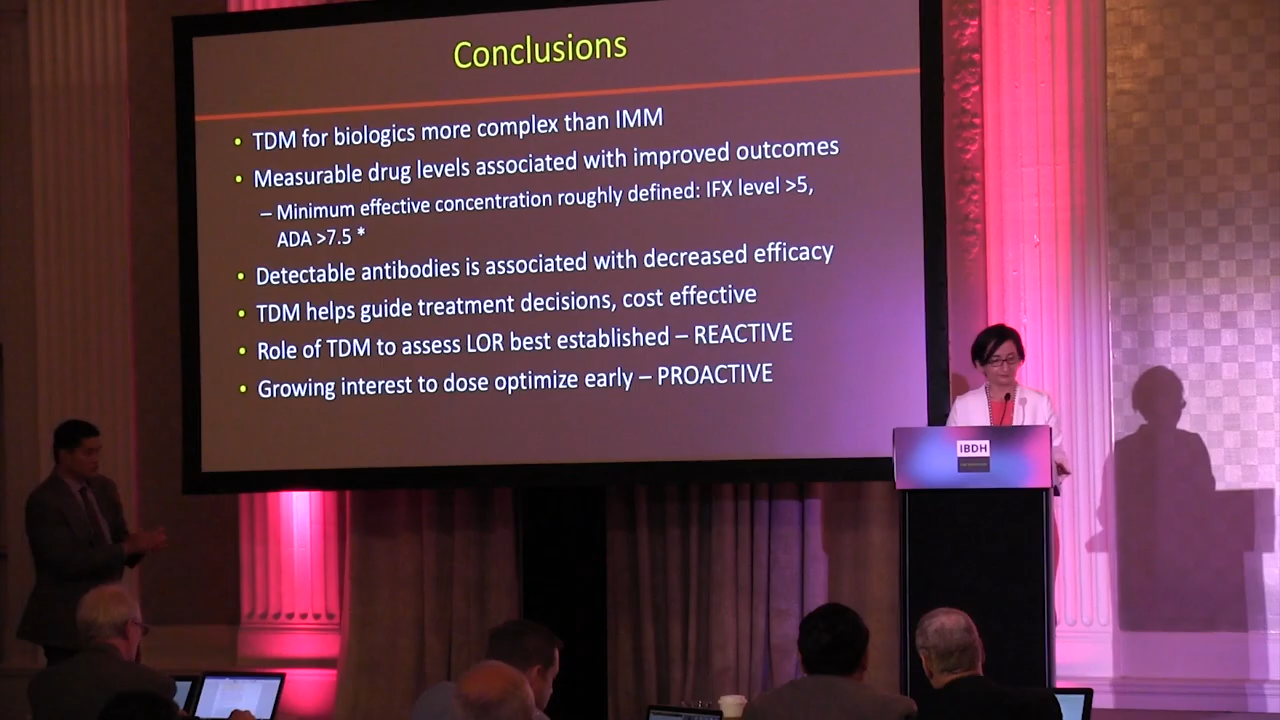 Conclusions
• TDM for biologics more complex than IMM
• Measurable drug levels associated with improved outcomes
– Minimum effective concentration roughly defined: IFX level >5,
ADA >7.5 *
• Detectable antibodies is associated with decreased efficacy
• TDM helps guide treatment decisions, cost effective
• Role of TDM to assess LOR best established – REACTIVE
• Growing interest to dose optimize early – PROACTIVE
IBDH